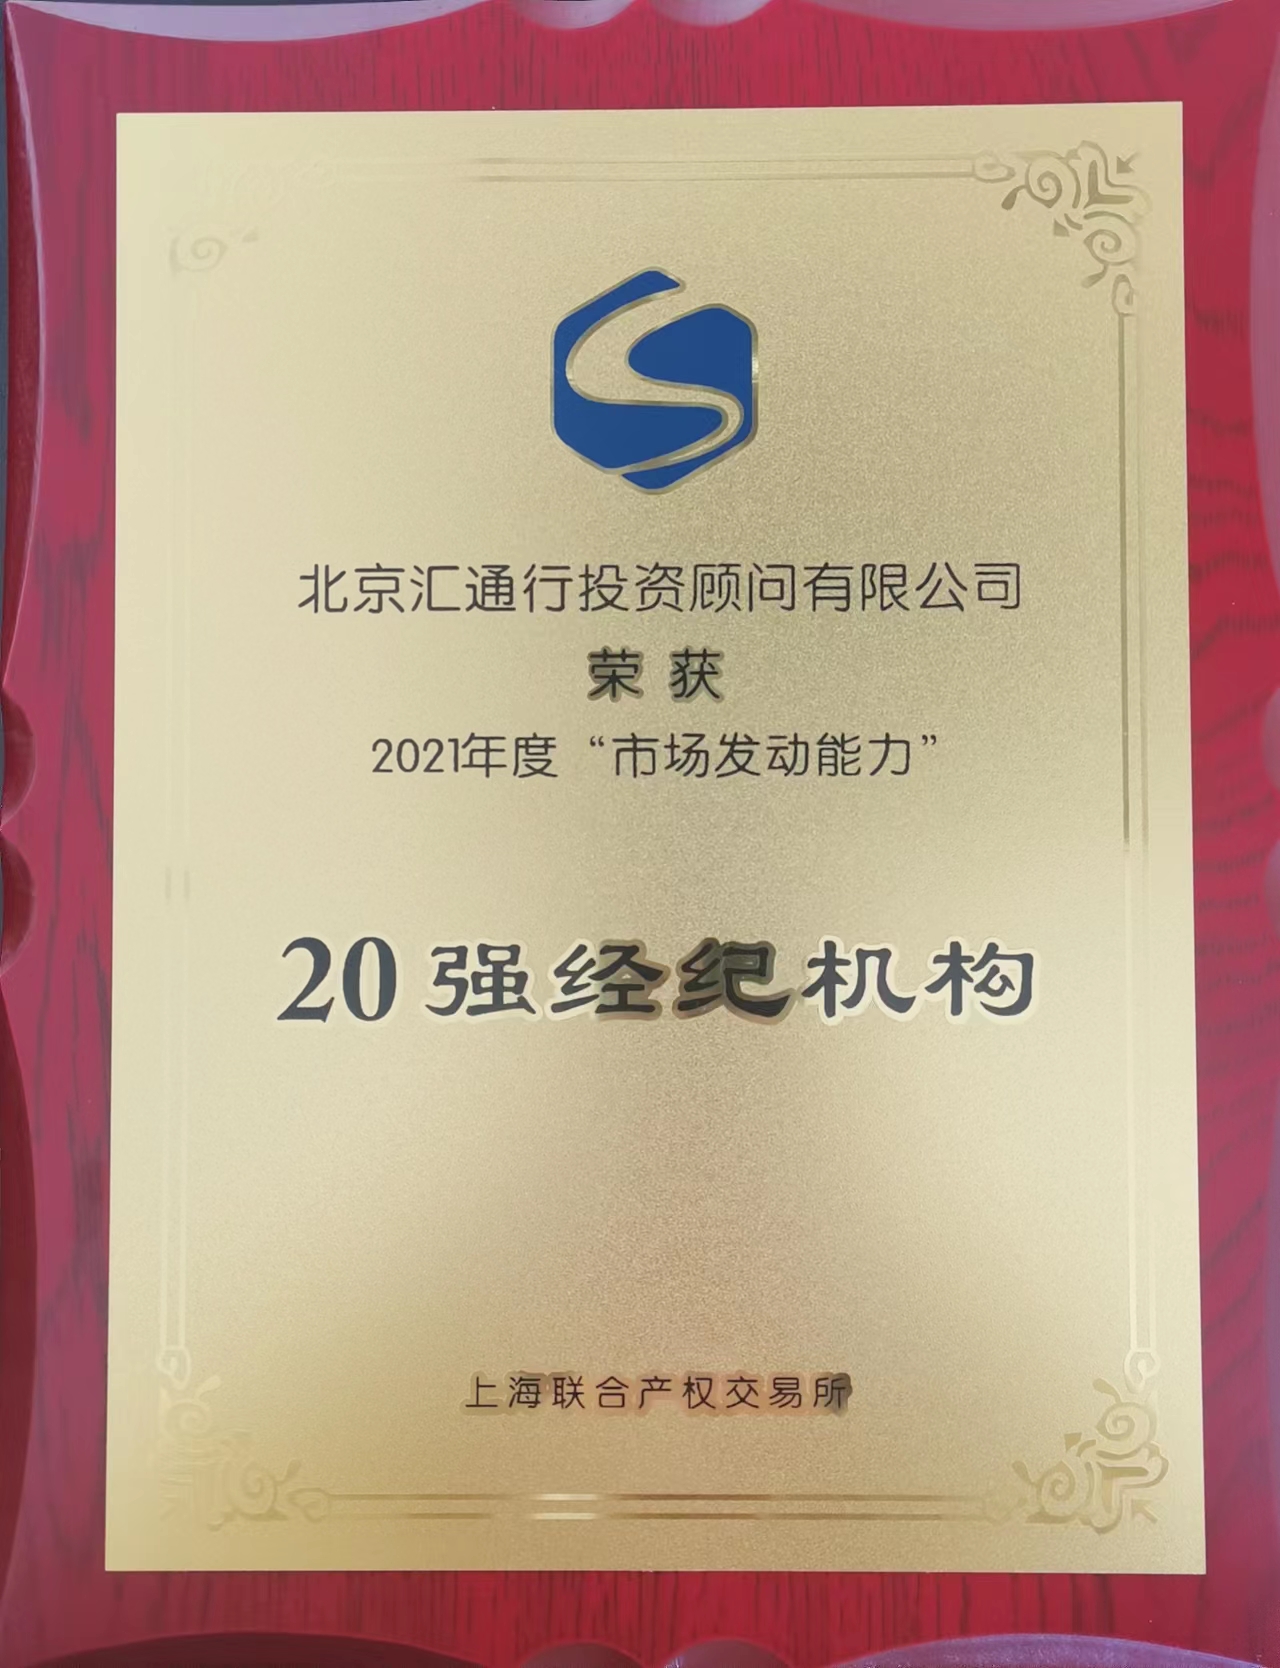 北京汇通行投资顾问有限公司
荣获
2021年度“市场发动能力”
20强经纪机构
上海联合产权交易所